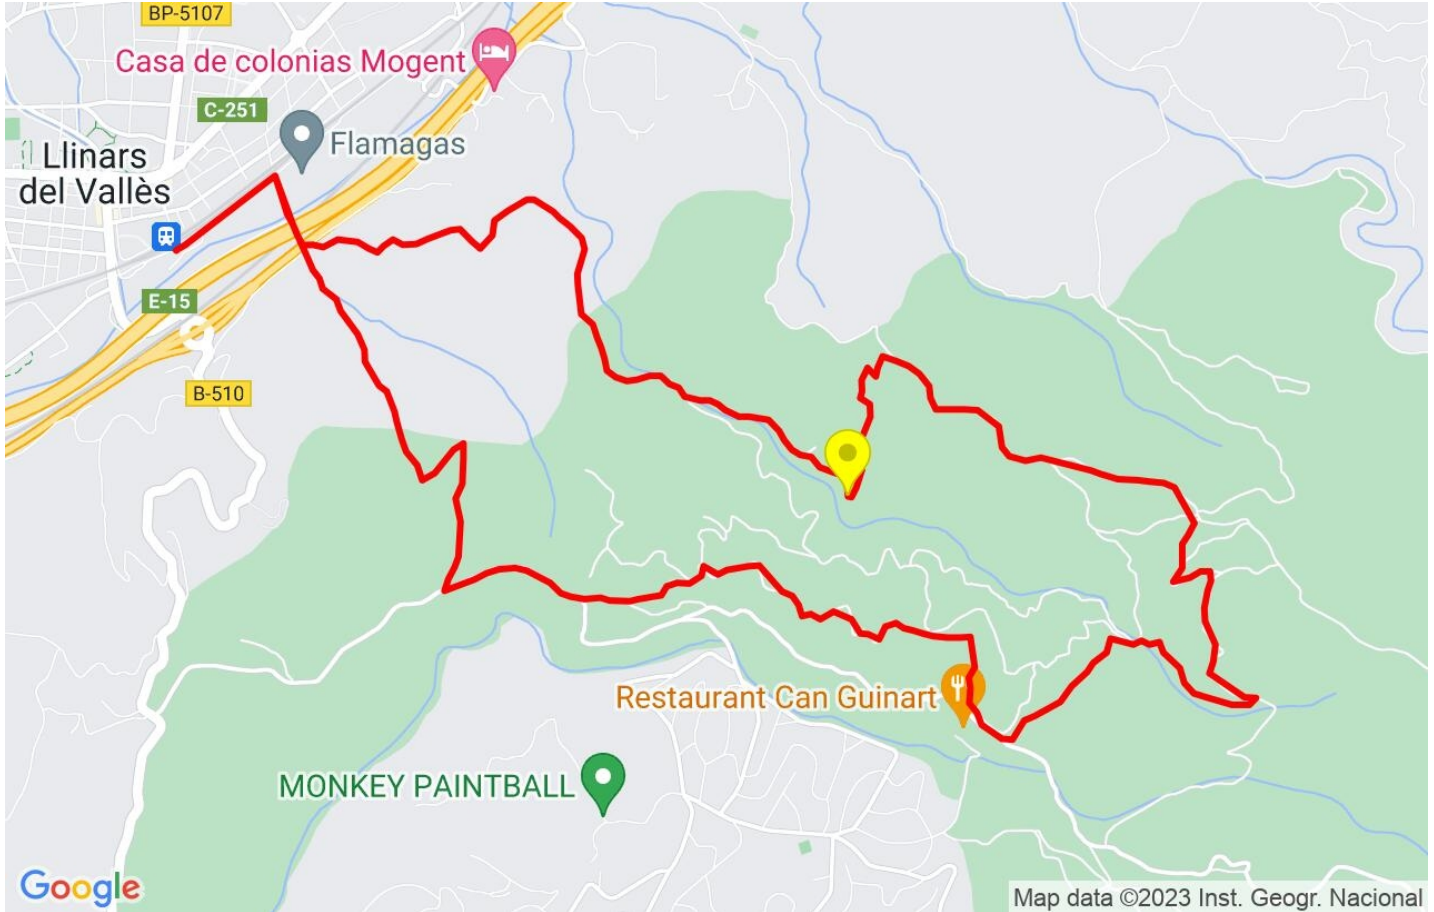 BP-5107
Casa de colonias Mogent
C-251
Flamagas
Llinars
del Vallès
E-15
B-510
Restaurant Can Guinart
MONKEY PAINTBALL
Google
Map data ©2023 Inst. Geogr. Nacional